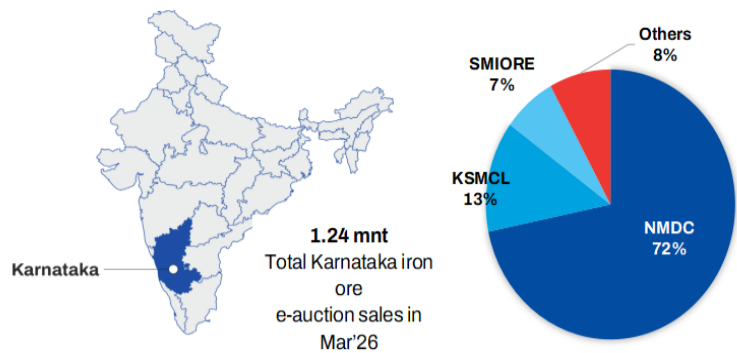 Karnataka
1.24 mnt
Total Karnataka iron
ore
e-auction sales in
Mar'26
Others
8%
SMIORE
7%
KSMCL
13%
NMDC
72%